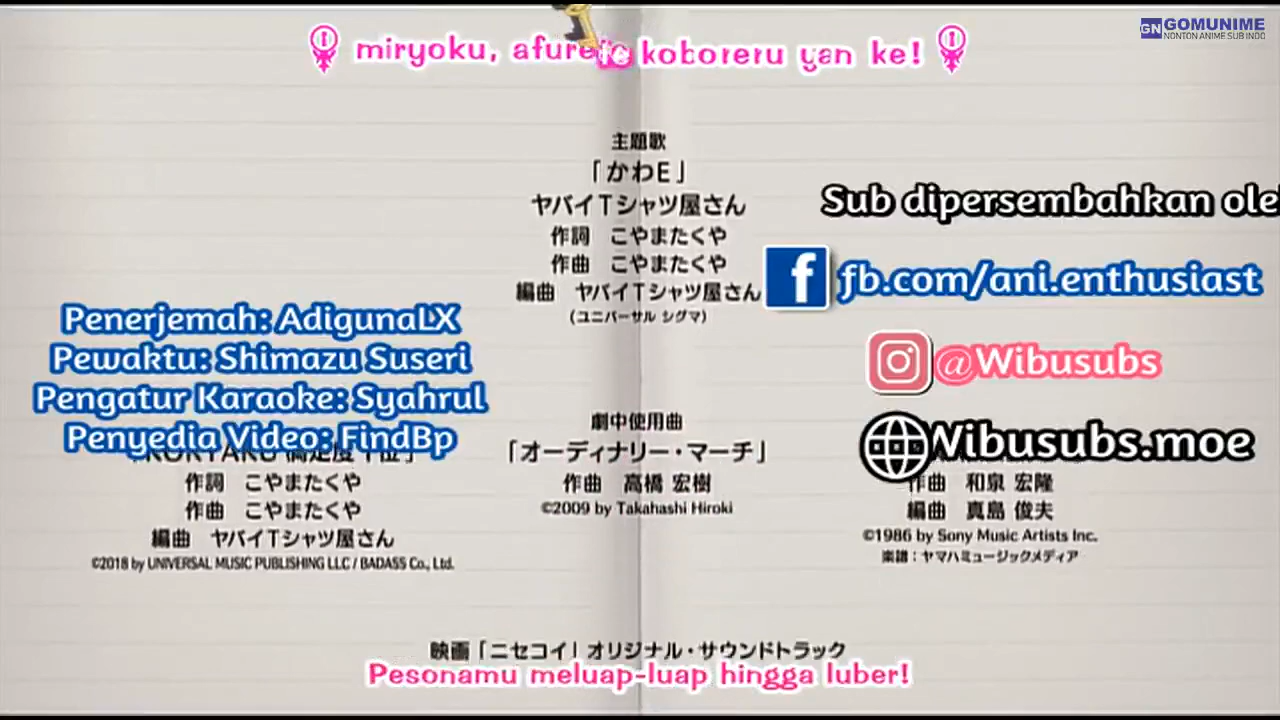 GN GOMUNIME
NONTON ANIME SUB INDO
miryoku, afurete koboreru yan ke!
主題歌
「かわE」
ヤバイTシャツ屋さん
作詞 こやまたくや
作曲 こやまたくや
編曲 ヤバイTシャツ屋さん
(ユニバーサル シグマ)
Sub dipersembahkan ole
f fb.com/ani.enthusiast
@Wibusubs
Wibusubs.moe
Penerjemah: AdigunaLX
Pewaktu: Shimazu Suseri
Pengatur Karaoke: Syahrul
Penyedia Video: FindBp
作詞 こやまたくや
作曲 こやまたくや
編曲 ヤバイTシャツ屋さん
©2018 by UNIVERSAL MUSIC PUBLISHING LLC / BADASS Co., Ltd.
劇中使用曲
「オーディナリー・マーチ」
作曲 高橋 宏樹
©2009 by Takahashi Hiroki
作曲 和泉 宏隆
編曲 真島 俊夫
©1986 by Sony Music Artists Inc.
楽譜：ヤマハミュージックメディア
映画「ニセコイ」オリジナル・サウンドトラック
Pesonamu meluap-luap hingga luber!